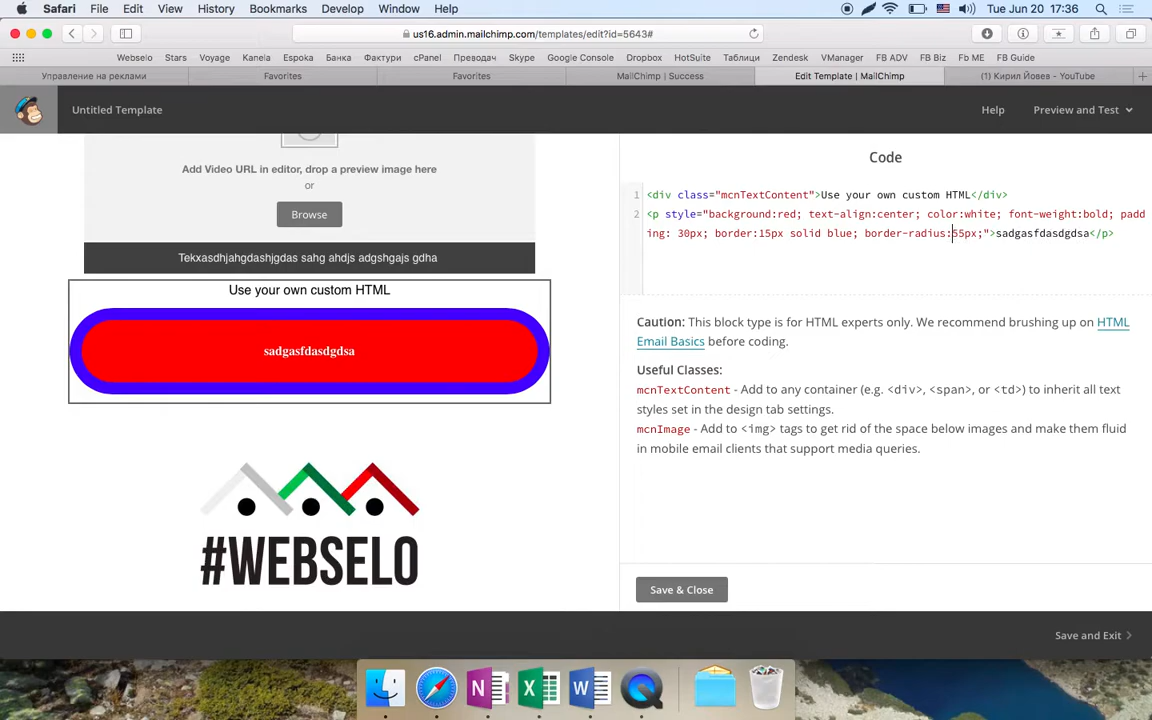 Safari File Edit View History Bookmarks Develop Window Help Tue Jun 20 17:36
us16.admin.mailchimp.com/templates/edit?id=5643#
Webselo Stars Voyage Kanela Espoka Банка Фактури cPanel Преводач Skype Google Console Dropbox HotSuite Таблици Zendesk VManager FB ADV FB Biz Fb ME FB Guide
Управление на реклами Favorites Favorites MailChimp | Success Edit Template | MailChimp (1) Кирил Йовев - YouTube
Untitled Template Help Preview and Test
Add Video URL in editor, drop a preview image here
or
Browse
Tekxasdhjahgdashjgdas sahg ahdjs adgshgajs gdha
Use your own custom HTML
sadgasfdasdgdsa
#WEBSELO
Code
1 <div class="mcnTextContent">Use your own custom HTML</div>
2 <p style="background:red; text-align:center; color:white; font-weight:bold; padd
ing: 30px; border:15px solid blue; border-radius:55px;">sadgasfdasdgdsa</p>
Caution: This block type is for HTML experts only. We recommend brushing up on HTML
Email Basics before coding.
Useful Classes:
mcnTextContent - Add to any container (e.g. <div>, <span>, or <td>) to inherit all text
styles set in the design tab settings.
mcnImage - Add to <img> tags to get rid of the space below images and make them fluid
in mobile email clients that support media queries.
Save & Close
Save and Exit
N X W